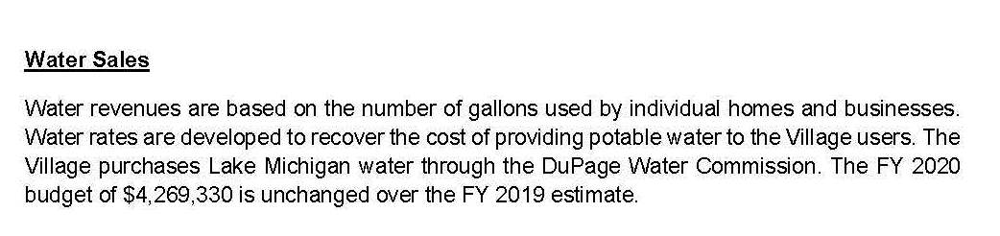 Water Sales
Water revenues are based on the number of gallons used by individual homes and businesses.
Water rates are developed to recover the cost of providing potable water to the Village users. The
Village purchases Lake Michigan water through the DuPage Water Commission. The FY 2020
budget of $4,269,330 is unchanged over the FY 2019 estimate.